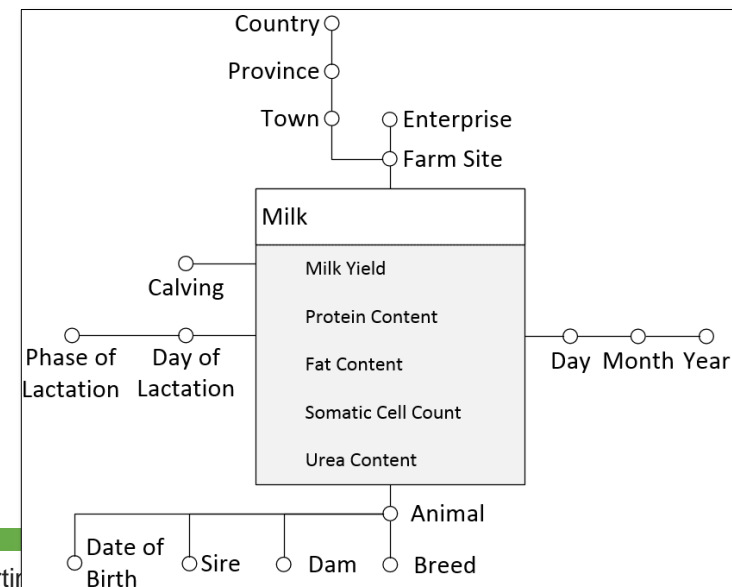 Country
Province
Town
Enterprise
Farm Site
Milk
Milk Yield
Calving
Protein Content
Phase of
Lactation
Day of
Lactation
Fat Content
Day Month Year
Somatic Cell Count
Urea Content
Animal
Date of
Birth
Sire
Dam
Breed